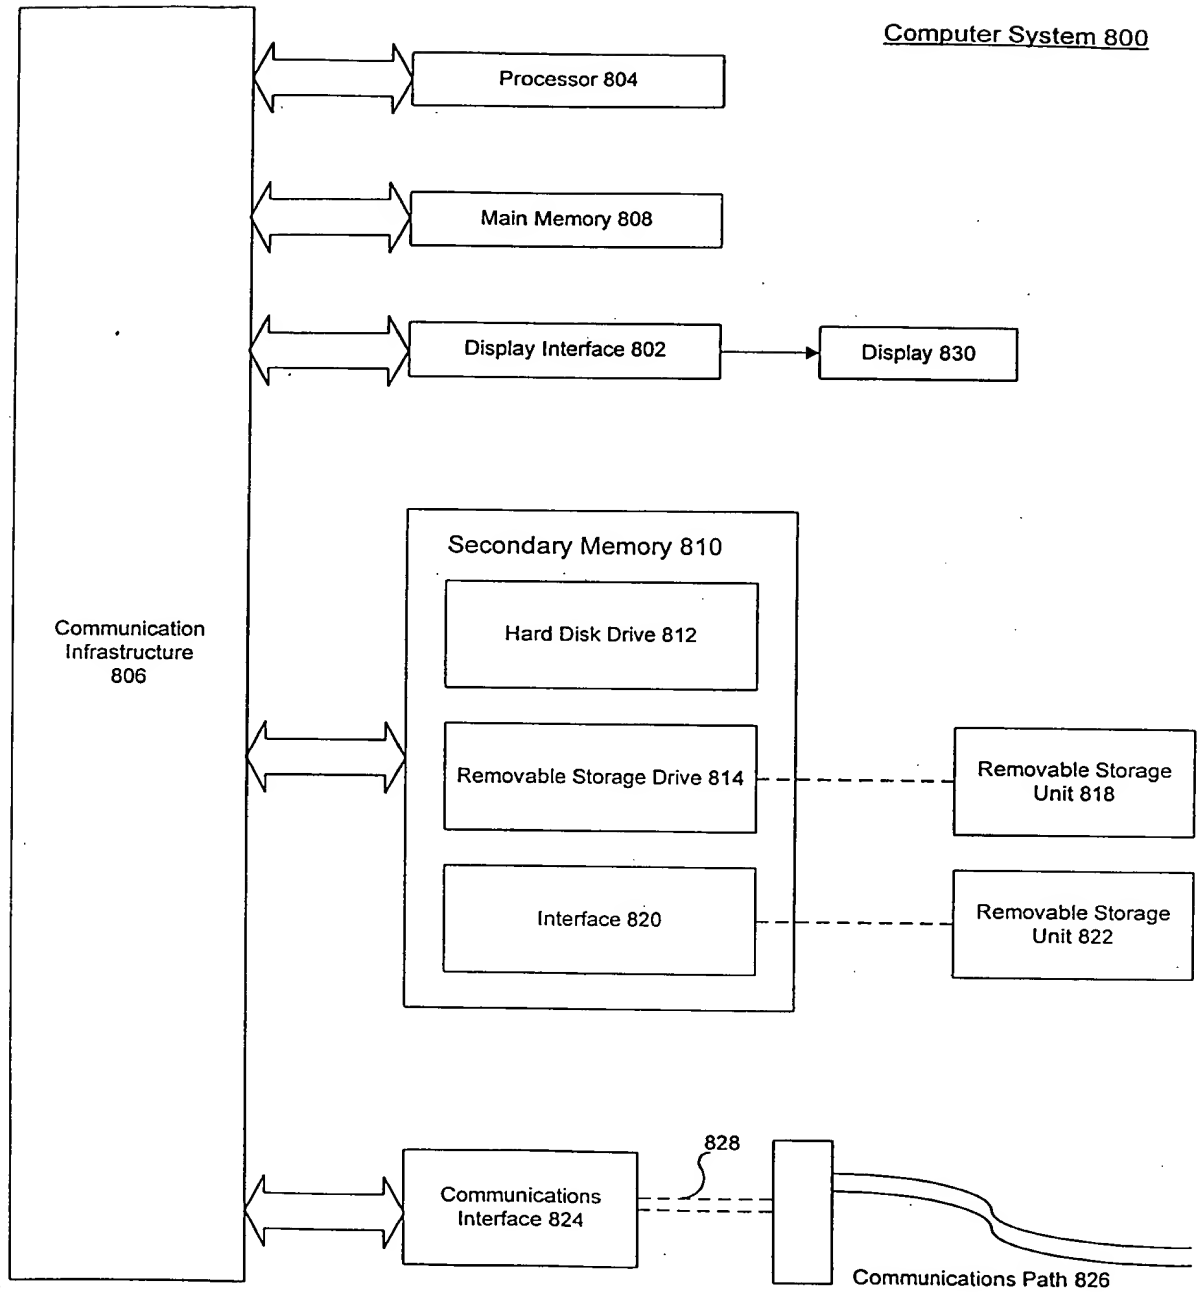 Computer System 800
Processor 804
Main Memory 808
Display Interface 802
Display 830
Secondary Memory 810
Hard Disk Drive 812
Communication
Infrastructure
806
Removable Storage Drive 814
Removable Storage
Unit 818
Interface 820
Removable Storage
Unit 822
828
Communications
Interface 824
Communications Path 826